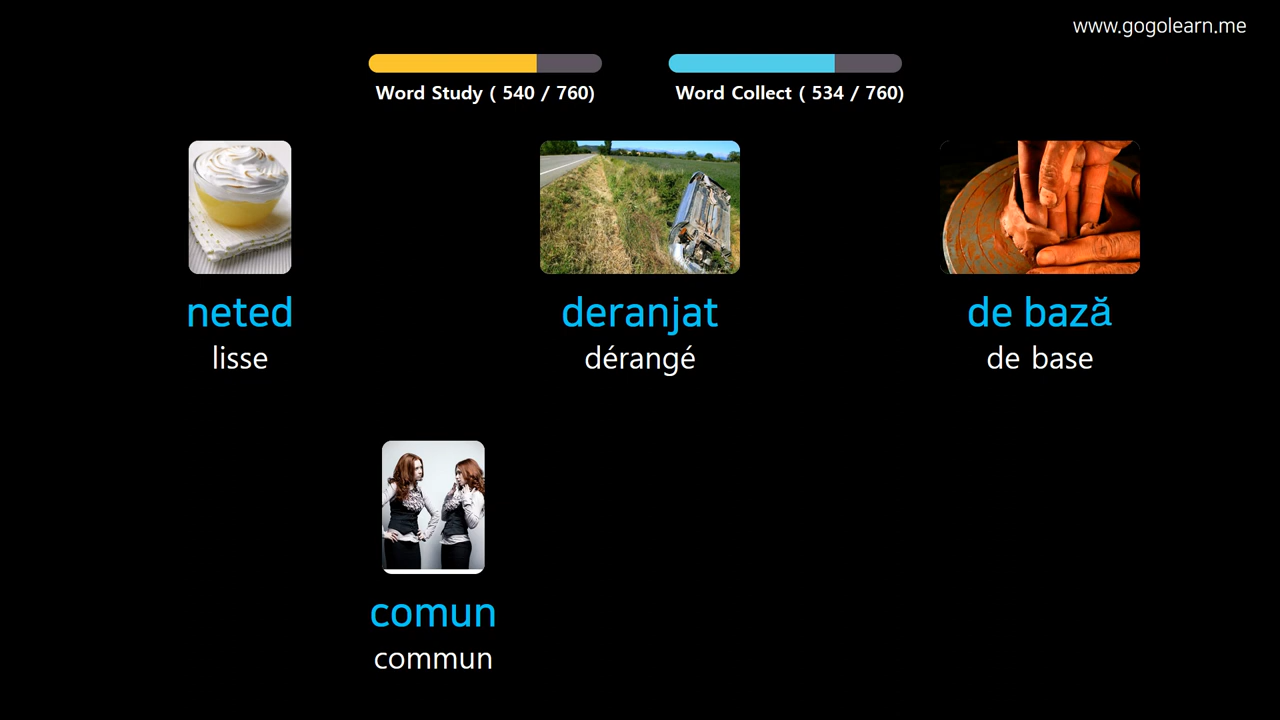 www.gogolearn.me
Word Study ( 540 / 760)
Word Collect ( 534 / 760)
neted
lisse
deranjat
dérangé
de bază
de base
comun
commun